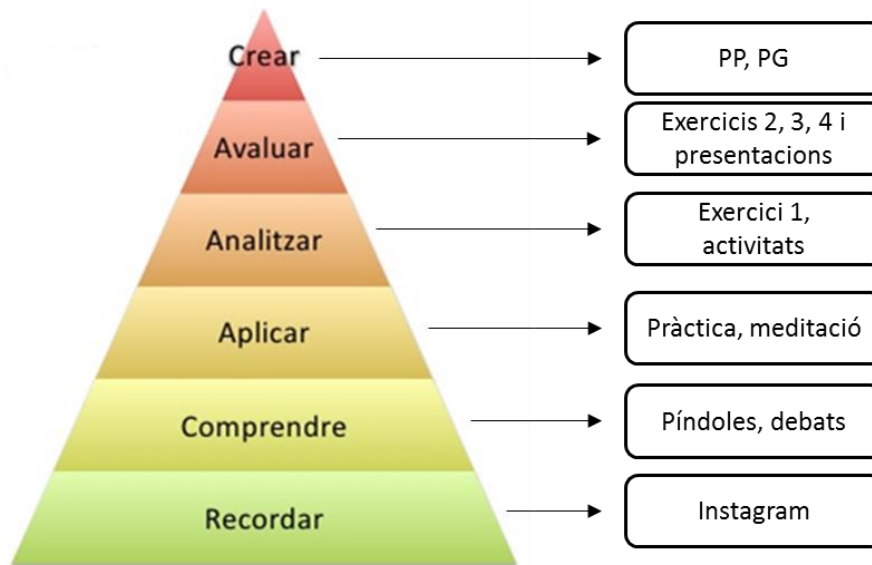 Crear
PP, PG
Avaluar
Exercicis 2, 3, 4 i
presentacions
Analitzar
Exercici 1,
activitats
Aplicar
Pràctica, meditació
Comprendre
Píndoles, debats
Recordar
Instagram